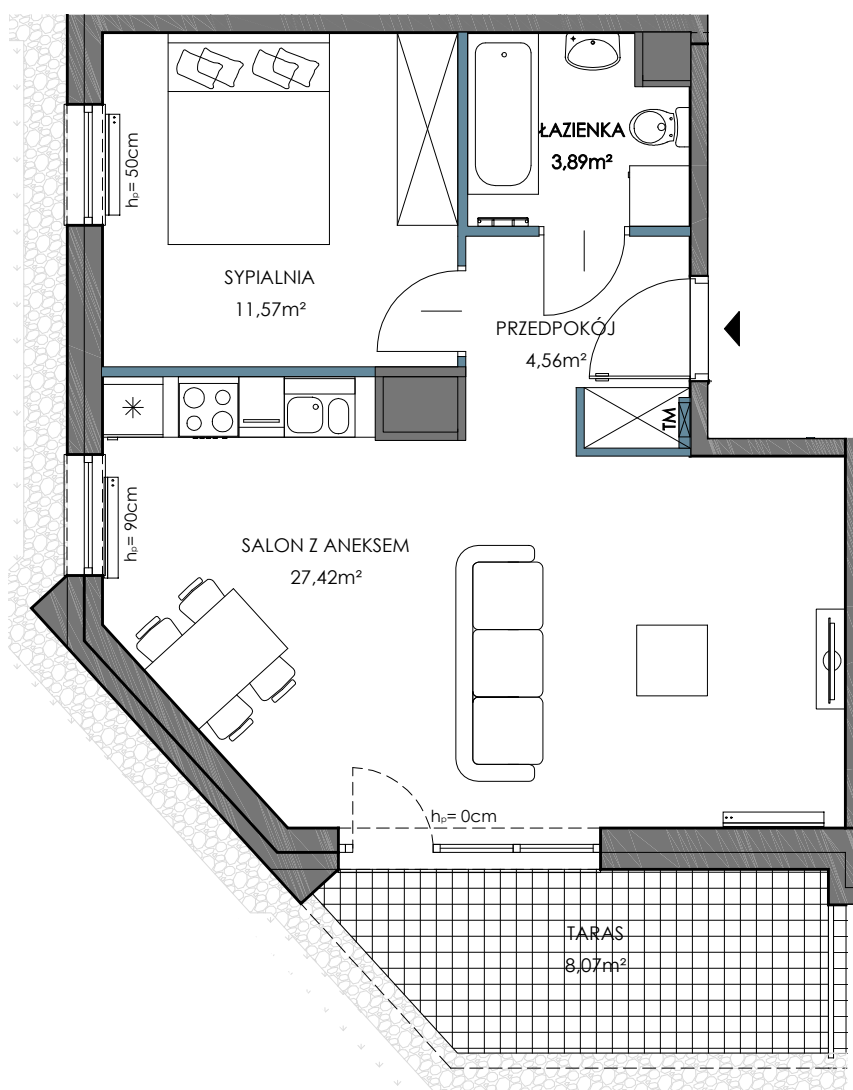 ŁAZIENKA
3,89m²
hₚ= 50cm
SYPIALNIA
11,57m²
PRZEDPOKÓJ
4,56m²
TM
hₚ= 90cm
SALON Z ANEKSEM
27,42m²
hₚ= 0cm
TARAS
8,07m²